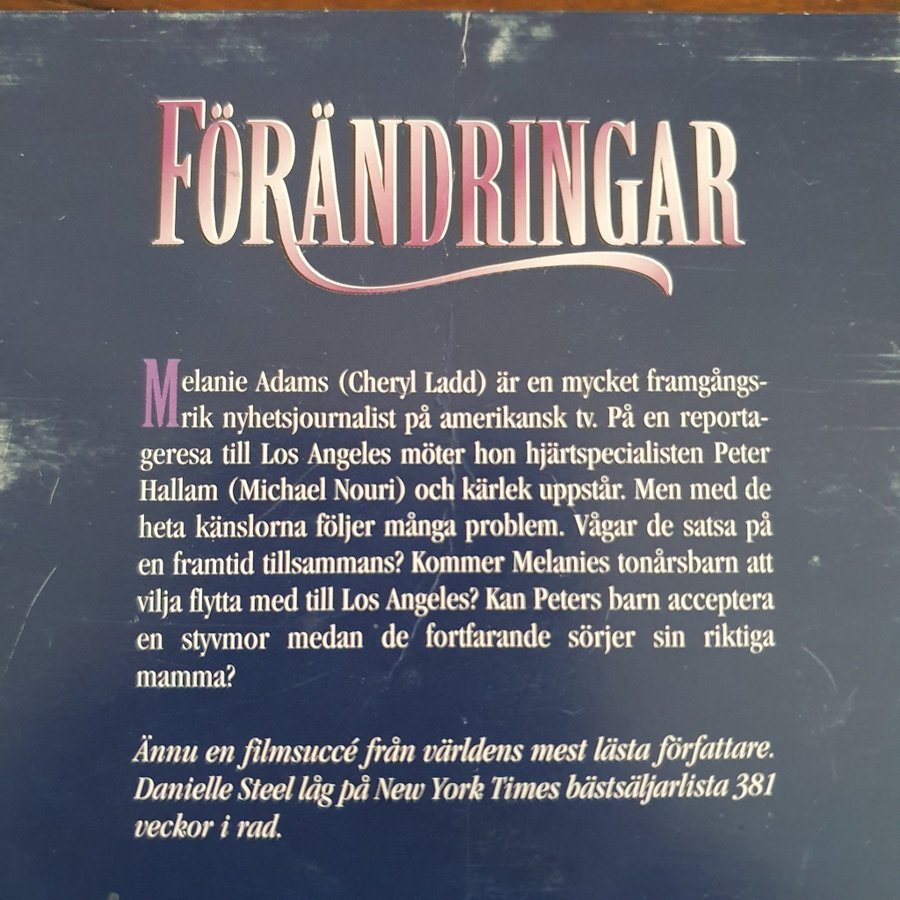 FÖRÄNDRINGAR
Melanie Adams (Cheryl Ladd) är en mycket framgångs-
rik nyhetsjournalist på amerikansk tv. På en reporta-
geresa till Los Angeles möter hon hjärtspecialisten Peter
Hallam (Michael Nouri) och kärlek uppstår. Men med de
heta känslorna följer många problem. Vågar de satsa på
en framtid tillsammans? Kommer Melanies tonårsbarn att
vilja flytta med till Los Angeles? Kan Peters barn acceptera
en styvmor medan de fortfarande sörjer sin riktiga
mamma?
Ännu en filmsuccé från världens mest lästa författare.
Danielle Steel låg på New York Times bästsäljarlista 381
veckor i rad.